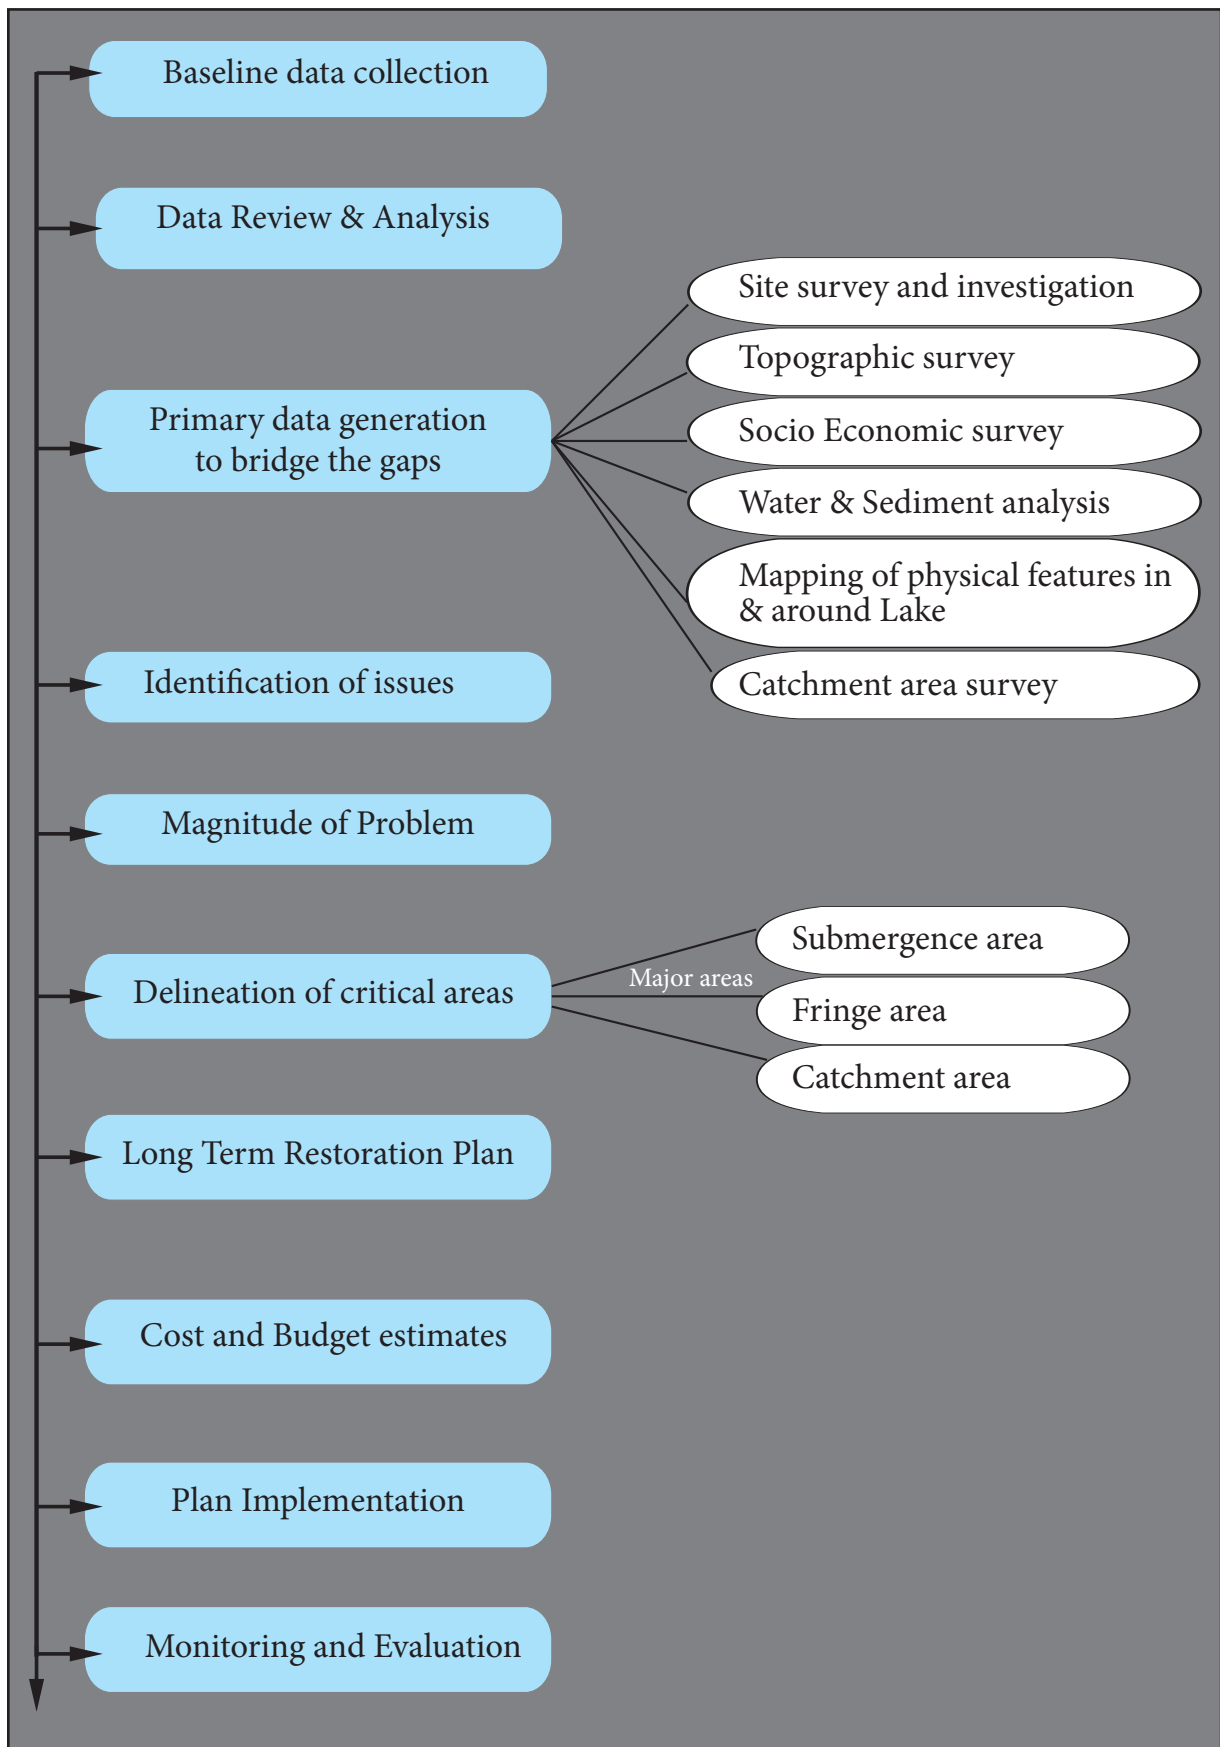 Baseline data collection
Data Review & Analysis
Primary data generation
to bridge the gaps
Site survey and investigation
Topographic survey
Socio Economic survey
Water & Sediment analysis
Mapping of physical features in
& around Lake
Catchment area survey
Identification of issues
Magnitude of Problem
Delineation of critical areas
Major areas
Submergence area
Fringe area
Catchment area
Long Term Restoration Plan
Cost and Budget estimates
Plan Implementation
Monitoring and Evaluation